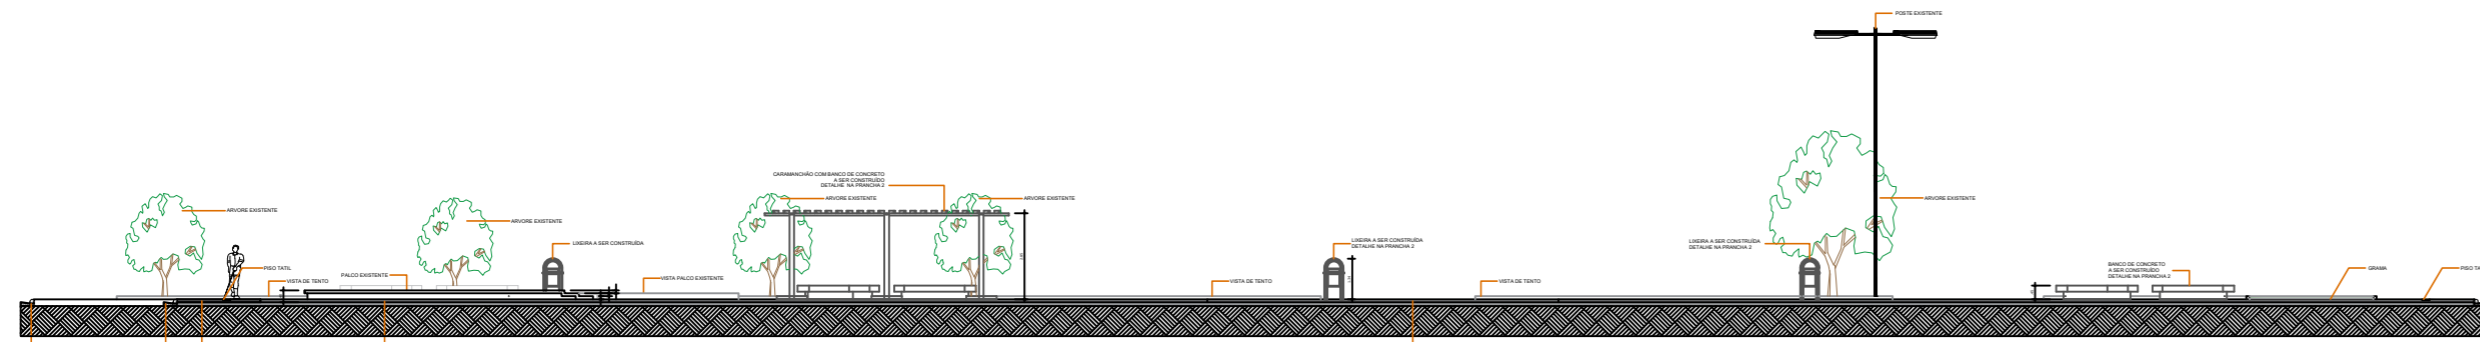 POSTE EXISTENTE
CARAMANCHÃO COM BANCO DE CONCRETO
A SER CONSTRUÍDO
DETALHE NA PRANCHA 2
ARVORE EXISTENTE
ARVORE EXISTENTE
ARVORE EXISTENTE
ARVORE EXISTENTE
ARVORE EXISTENTE
LIXEIRA A SER CONSTRUÍDA
LIXEIRA A SER CONSTRUÍDA
DETALHE NA PRANCHA 2
LIXEIRA A SER CONSTRUÍDA
DETALHE NA PRANCHA 2
PISO TATIL
VISTA DE TENTO
PALCO EXISTENTE
VISTA PALCO EXISTENTE
VISTA DE TENTO
VISTA DE TENTO
BANCO DE CONCRETO
A SER CONSTRUÍDO
DETALHE NA PRANCHA 2
GRAMA
PISO TA